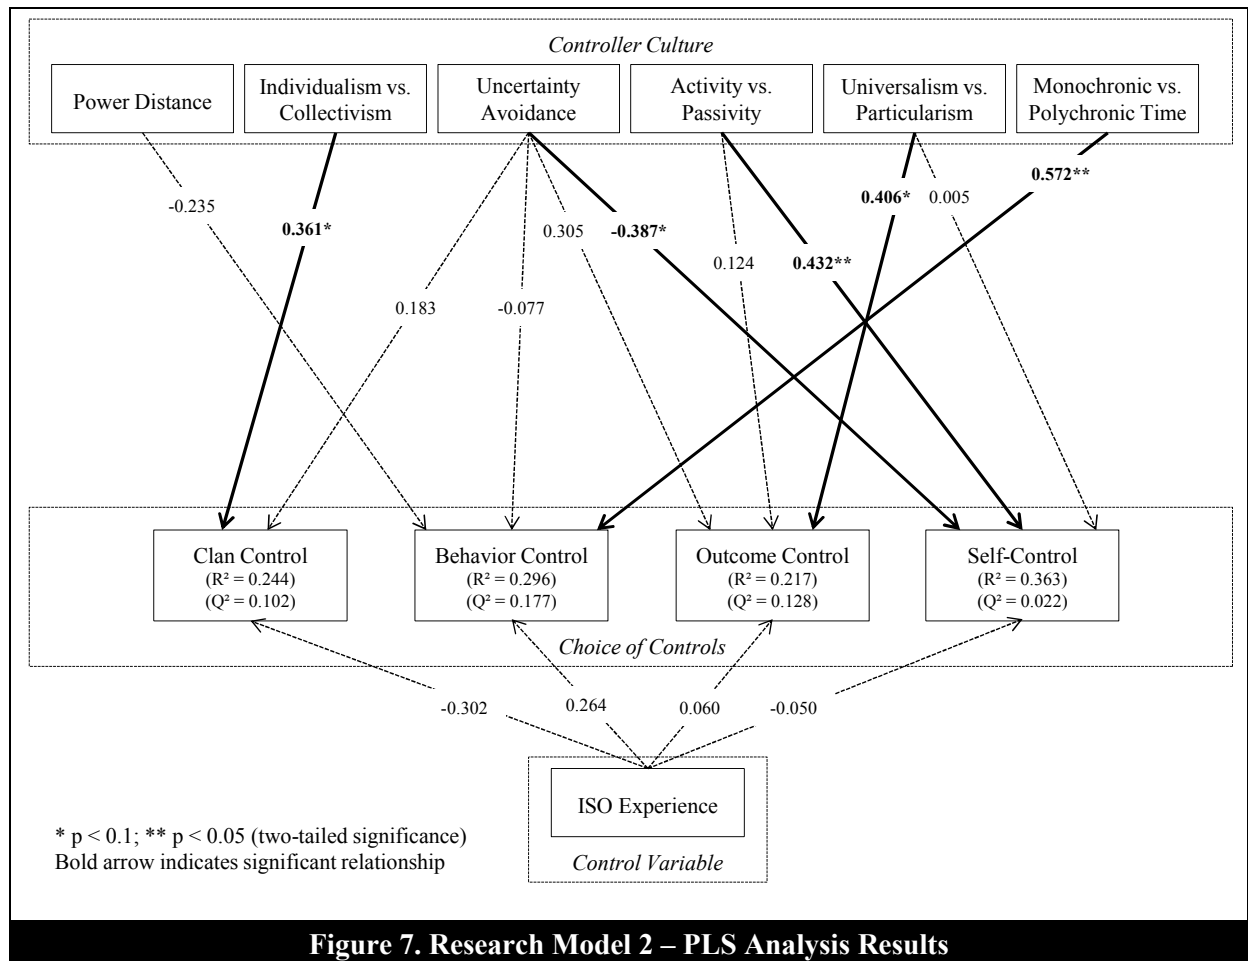 Controller Culture
Power Distance
Individualism vs.
Collectivism
Uncertainty
Avoidance
Activity vs.
Passivity
Universalism vs.
Particularism
Monochronic vs.
Polychronic Time
-0.235
0.361*
0.183
-0.077
0.305
-0.387*
0.124
0.432**
0.406*
0.005
0.572**
Clan Control
(R² = 0.244)
(Q² = 0.102)
Behavior Control
(R² = 0.296)
(Q² = 0.177)
Outcome Control
(R² = 0.217)
(Q² = 0.128)
Self-Control
(R² = 0.363)
(Q² = 0.022)
Choice of Controls
-0.302
0.264
0.060
-0.050
ISO Experience
Control Variable
* p < 0.1; ** p < 0.05 (two-tailed significance)
Bold arrow indicates significant relationship
Figure 7. Research Model 2 – PLS Analysis Results